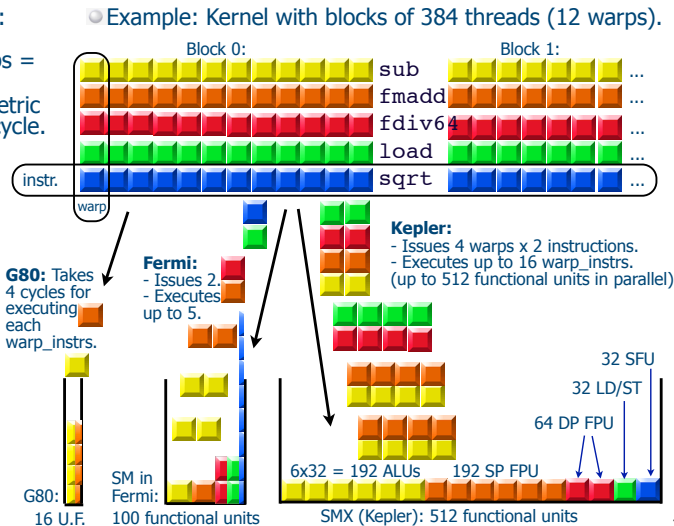 :
Example: Kernel with blocks of 384 threads (12 warps).
os =
etric
ycle.
Block 0:
Block 1:
sub
...
fmadd
...
fdiv64
...
load
...
instr.
sqrt
...
warp
G80: Takes
4 cycles for
executing
each
warp_instrs.
Fermi:
- Issues 2.
- Executes
up to 5.
Kepler:
- Issues 4 warps x 2 instructions.
- Executes up to 16 warp_instrs.
(up to 512 functional units in parallel)
32 SFU
32 LD/ST
64 DP FPU
6x32 = 192 ALUs
192 SP FPU
G80:
16 U.F.
SM in
Fermi:
100 functional units
SMX (Kepler): 512 functional units